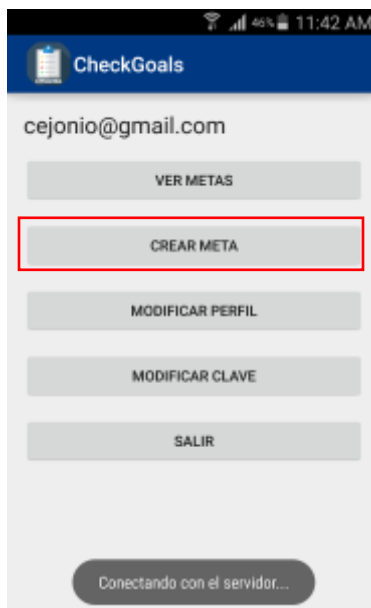 46% 11:42 AM
CheckGoals
cejonio@gmail.com
VER METAS
CREAR META
MODIFICAR PERFIL
MODIFICAR CLAVE
SALIR
Conectando con el servidor...